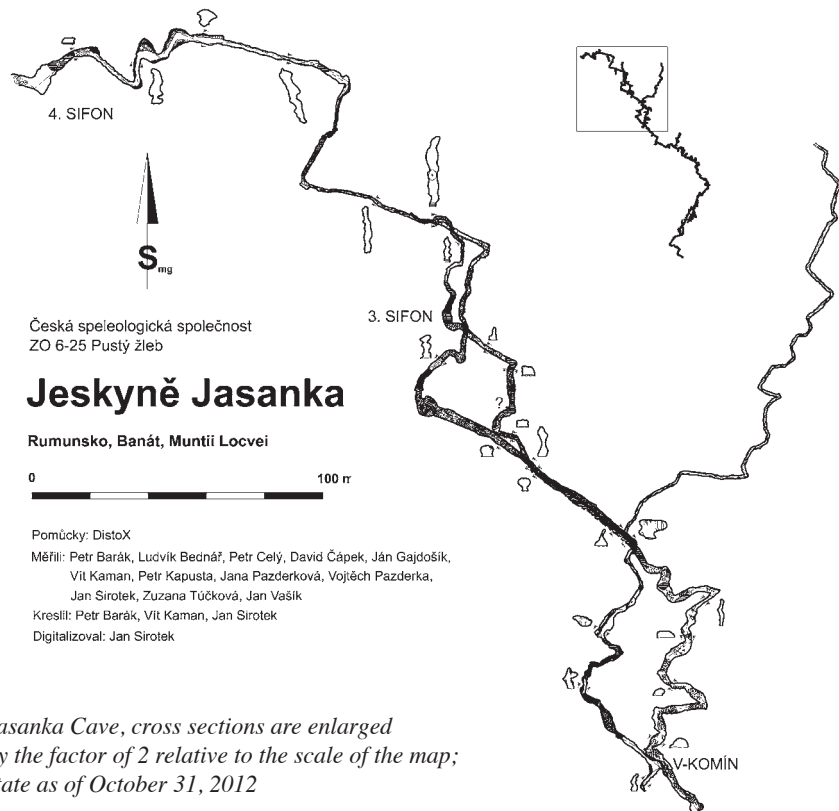 4. SIFON
S mg
3. SIFON
Česká speleologická společnost
ZO 6-25 Pustý žleb
Jeskyně Jasanka
Rumunsko, Banát, Muntii Locvei
0 100 m
?
Pomůcky: DistoX
Měřili: Petr Barák, Ludvík Bednář, Petr Celý, David Čápek, Ján Gajdošík,
Vít Kaman, Petr Kapusta, Jana Pazderková, Vojtěch Pazderka,
Jan Sirotek, Zuzana Túčková, Jan Vašík
Kreslil: Petr Barák, Vít Kaman, Jan Sirotek
Digitalizoval: Jan Sirotek
V-KOMÍN
asanka Cave, cross sections are enlarged
y the factor of 2 relative to the scale of the map;
tate as of October 31, 2012